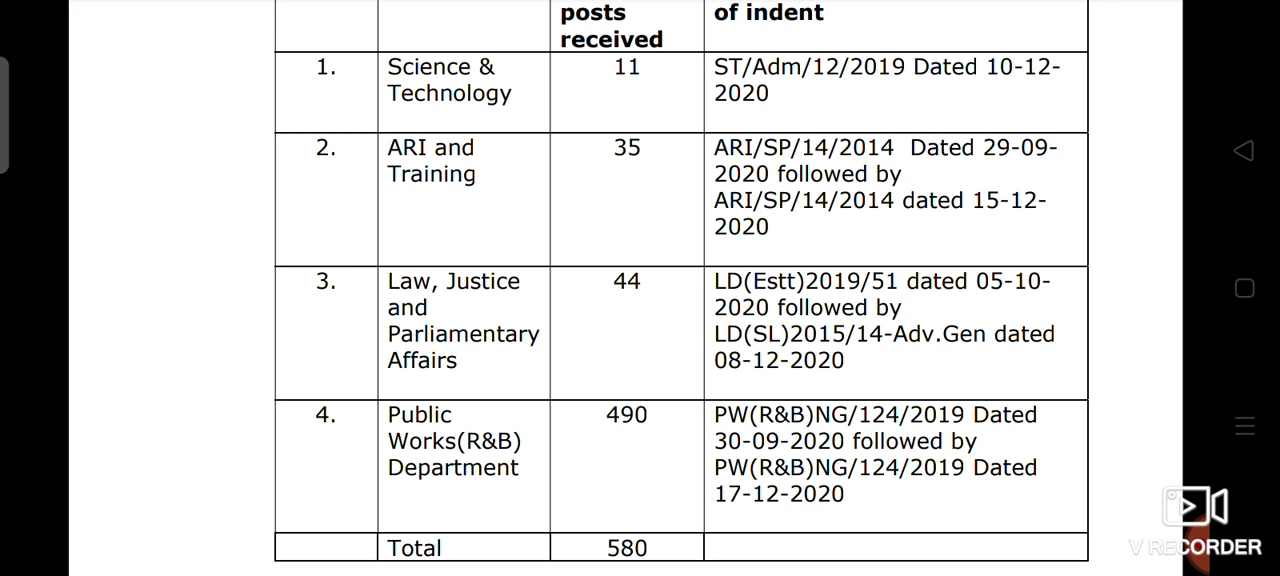 posts received
of indent
1.
Science &
Technology
11
ST/Adm/12/2019 Dated 10-12-
2020
2.
ARI and
Training
35
ARI/SP/14/2014  Dated 29-09-
2020 followed by
ARI/SP/14/2014 dated 15-12-
2020
3.
Law, Justice
and
Parliamentary
Affairs
44
LD(Estt)2019/51 dated 05-10-
2020 followed by
LD(SL)2015/14-Adv.Gen dated
08-12-2020
4.
Public
Works(R&B)
Department
490
PW(R&B)NG/124/2019 Dated
30-09-2020 followed by
PW(R&B)NG/124/2019 Dated
17-12-2020
Total
580
V RECORDER